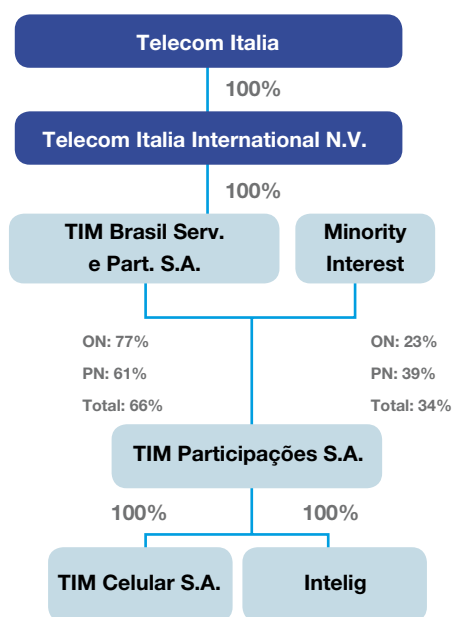 Telecom Italia
100%
Telecom Italia International N.V.
100%
TIM Brasil Serv.
e Part. S.A.
Minority
Interest
ON: 77%
PN: 61%
Total: 66%
ON: 23%
PN: 39%
Total: 34%
TIM Participações S.A.
100%
100%
TIM Celular S.A.
Intelig